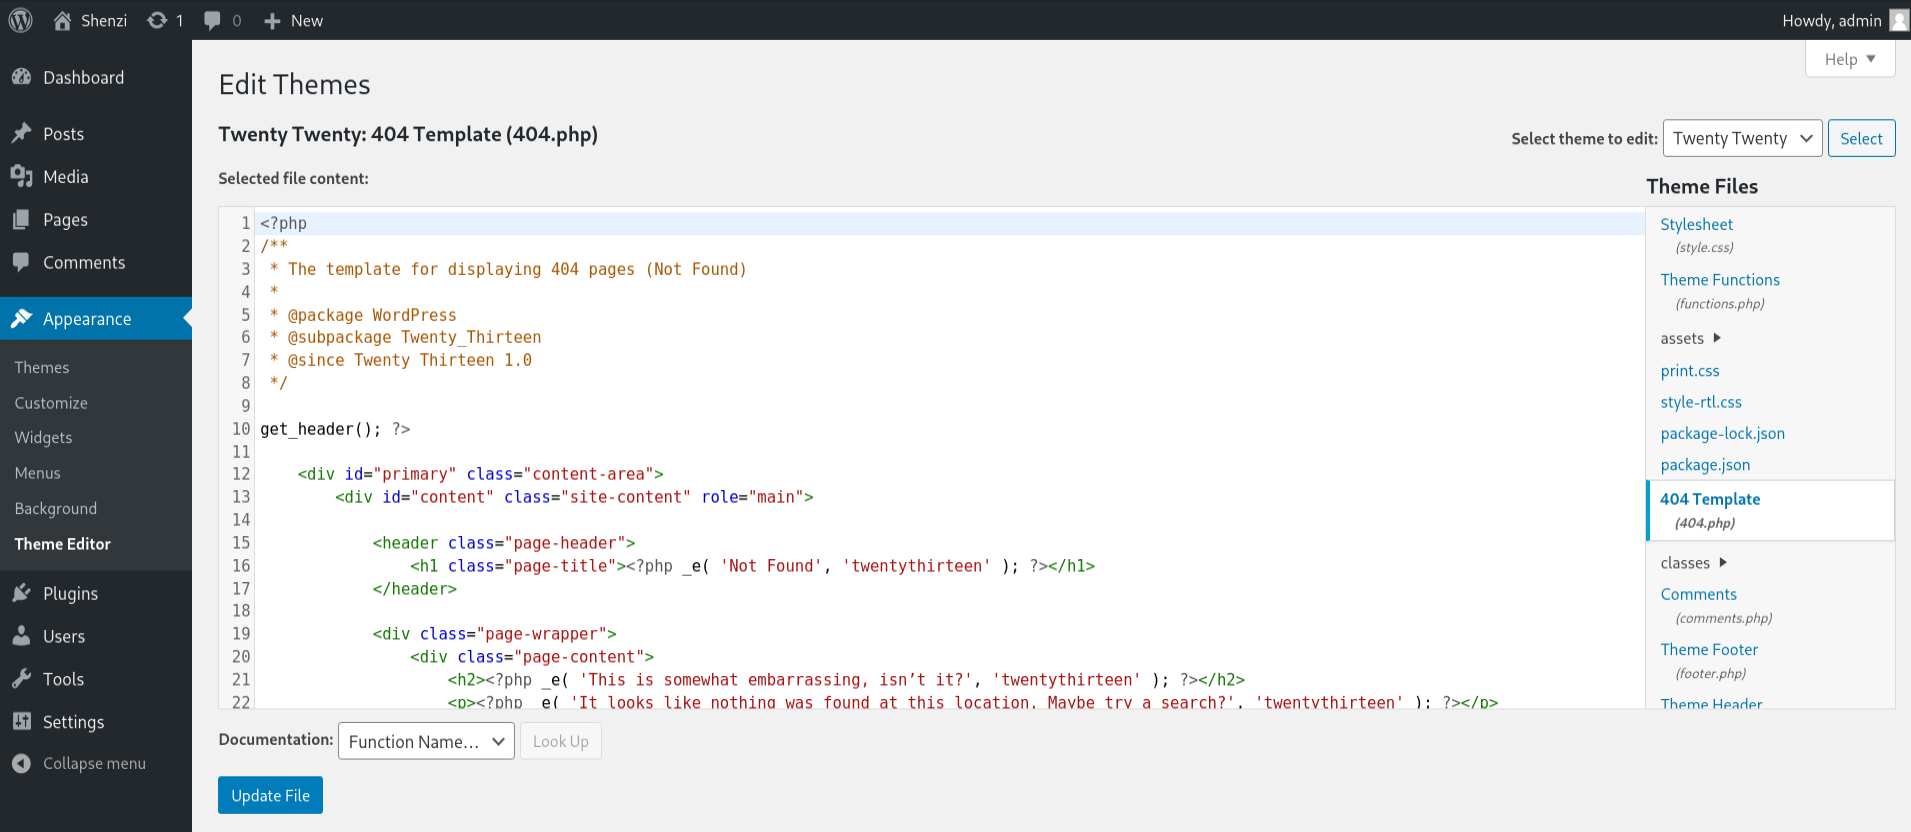 Shenzi 1 0 + New Howdy, admin
Help ▼
Dashboard
Posts
Media
Pages
Comments
Appearance
Themes
Customize
Widgets
Menus
Background
Theme Editor
Plugins
Users
Tools
Settings
Collapse menu
Edit Themes
Twenty Twenty: 404 Template (404.php)
Select theme to edit: Twenty Twenty Select
Selected file content:
1 <?php
2 /**
3  * The template for displaying 404 pages (Not Found)
4  *
5  * @package WordPress
6  * @subpackage Twenty_Thirteen
7  * @since Twenty Thirteen 1.0
8  */
9
10 get_header(); ?>
11
12     <div id="primary" class="content-area">
13         <div id="content" class="site-content" role="main">
14
15             <header class="page-header">
16                 <h1 class="page-title"><?php _e( 'Not Found', 'twentythirteen' ); ?></h1>
17             </header>
18
19             <div class="page-wrapper">
20                 <div class="page-content">
21                     <h2><?php _e( 'This is somewhat embarrassing, isn’t it?', 'twentythirteen' ); ?></h2>
22                     <p><?php _e( 'It looks like nothing was found at this location. Maybe try a search?', 'twentythirteen' ); ?></p>
Theme Files
Stylesheet
(style.css)
Theme Functions
(functions.php)
assets ▸
print.css
style-rtl.css
package-lock.json
package.json
404 Template
(404.php)
classes ▸
Comments
(comments.php)
Theme Footer
(footer.php)
Theme Header
Documentation: Function Name... Look Up
Update File